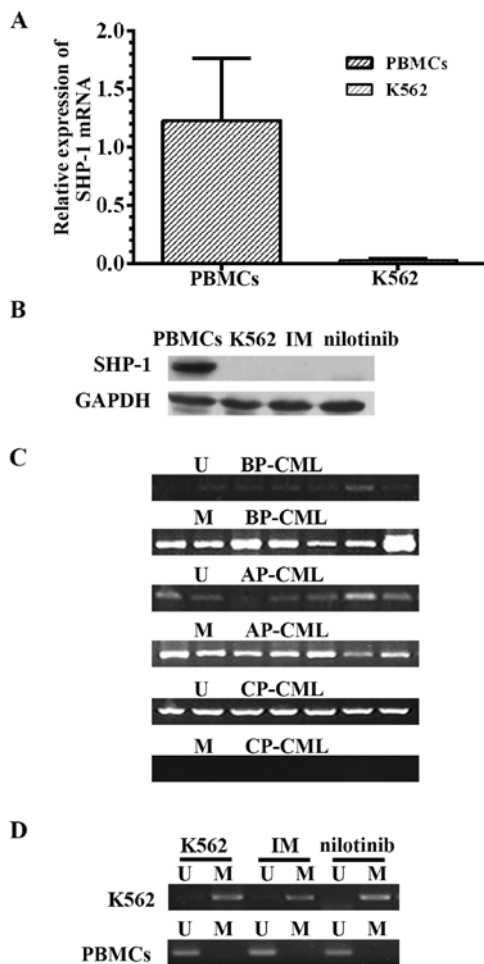 A
Relative expression of
SHP-1 mRNA
2.0
1.5
1.0
0.5
0.0
PBMCs
K562
PBMCs K562
B
PBMCs K562 IM nilotinib
SHP-1
GAPDH
C
U BP-CML
M BP-CML
U AP-CML
M AP-CML
U CP-CML
M CP-CML
D
K562 IM nilotinib
U M U M U M
K562
U M U M U M
PBMCs